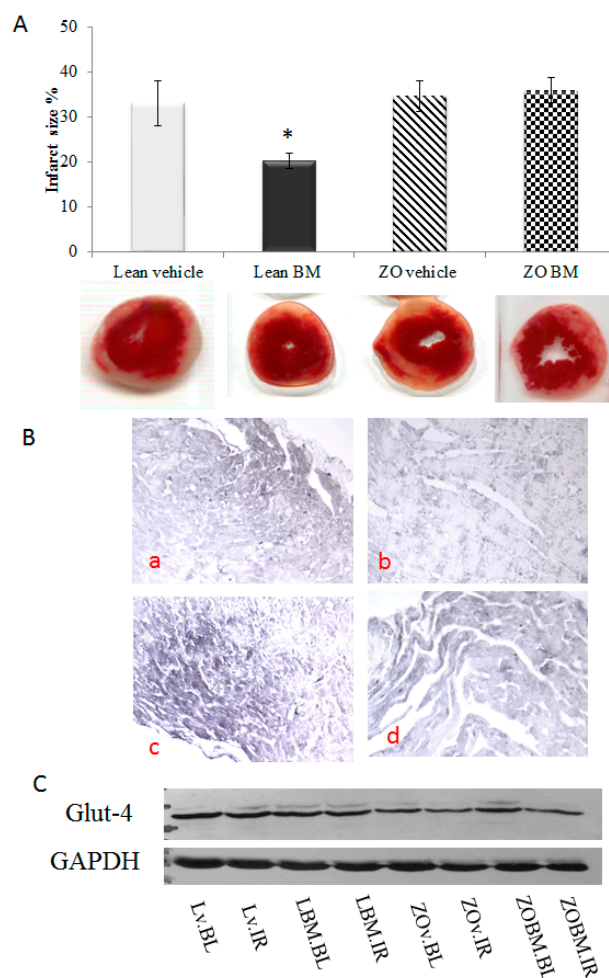 A
Infarct size %
50
40
30
20
10
0
*
Lean vehicle
Lean BM
ZO vehicle
ZO BM
B
a
b
c
d
C
Glut-4
GAPDH
Lv.BL
Lv.IR
LBM.BL
LBM.IR
ZOv.BL
ZOv.IR
ZOBM.BL
ZOBM.IR